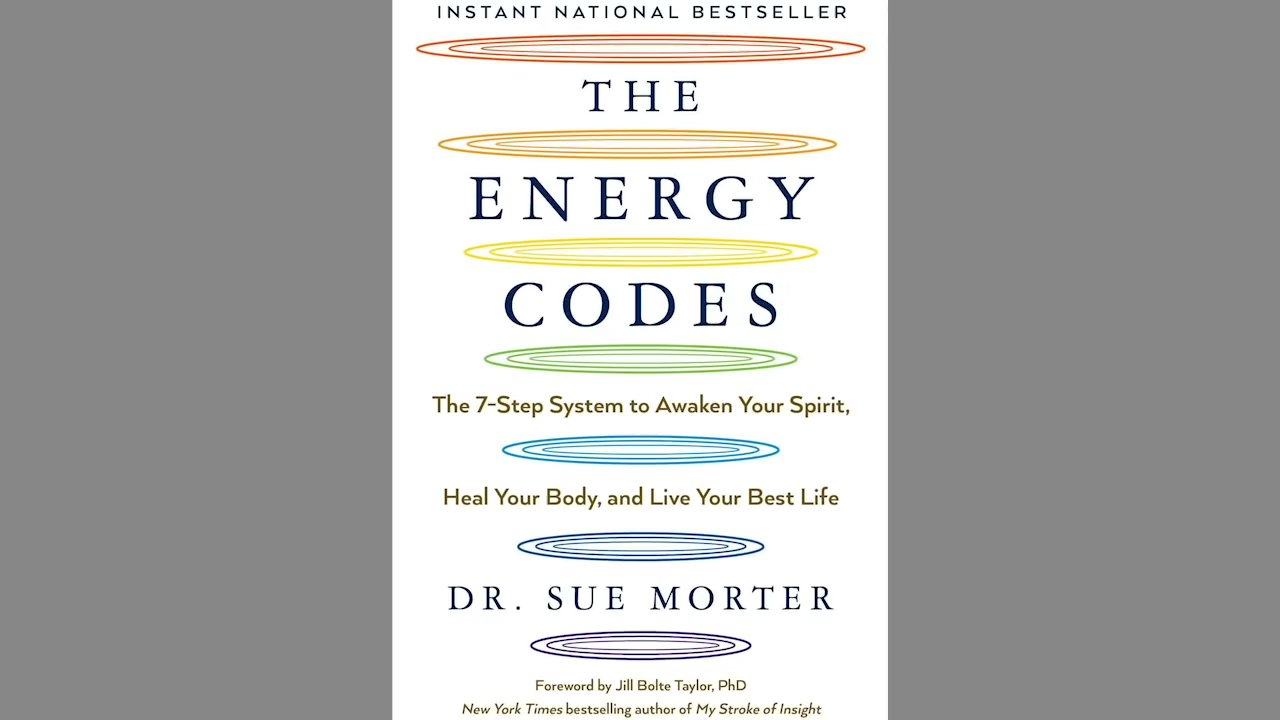 INSTANT NATIONAL BESTSELLER
THE
ENERGY
CODES
The 7-Step System to Awaken Your Spirit,
Heal Your Body, and Live Your Best Life
DR. SUE MORTER
Foreword by Jill Bolte Taylor, PhD
New York Times bestselling author of My Stroke of Insight